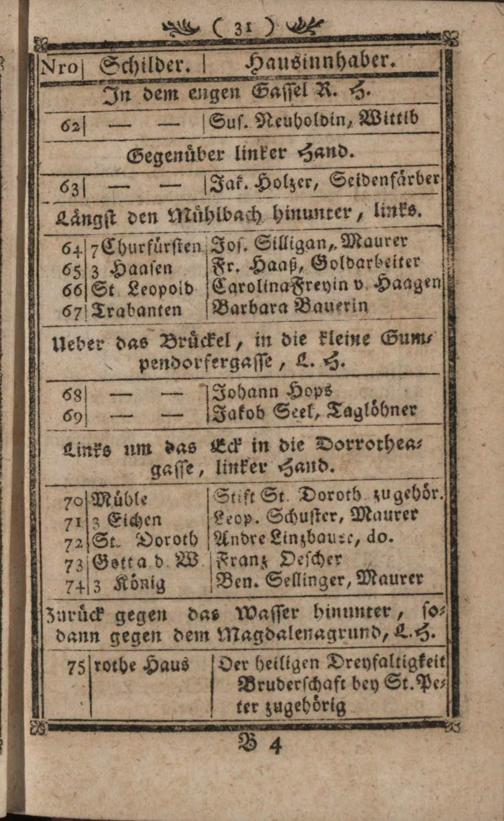 ( 31 )
Nro| Schilder. | Hausinnhaber.
In dem engen Gassel R. H.
62| — — |Sus. Neuholdin, Wittib
Gegenüber linker Hand.
63| — — |Jak. Holzer, Seidenfärber
Längst den Mühlbach hinunter, links.
64|7 Churfürsten|Jos. Silligan, Maurer
65|3 Haasen |Fr. Haaß, Goldarbeiter
66|St Leopold |Carolina Freyin v. Haagen
67|Trabanten |Barbara Bauerin
Ueber das Brückel, in die kleine Gum-
pendorfergasse, L. H.
68| — — |Johann Hops
69| — — |Jakob Seel, Taglöhner
Links um das Eck in die Dorrothea-
gasse, linker Hand.
70|Mühle |Stift St. Doroth zugehör.
71|3 Eichen |Leop. Schuster, Maurer
72|St. Doroth|Andre Linzbauer, do.
73|Gott a. d. W.|Franz Oescher
74|3 König |Ben. Sellinger, Maurer
Zurück gegen das Wasser hinunter, so-
dann gegen dem Magdalenagrund, L. H.
75|rothe Haus |Der heiligen Dreyfaltigkeit
Bruderschaft bey St. Pe-
ter zugehörig
B 4